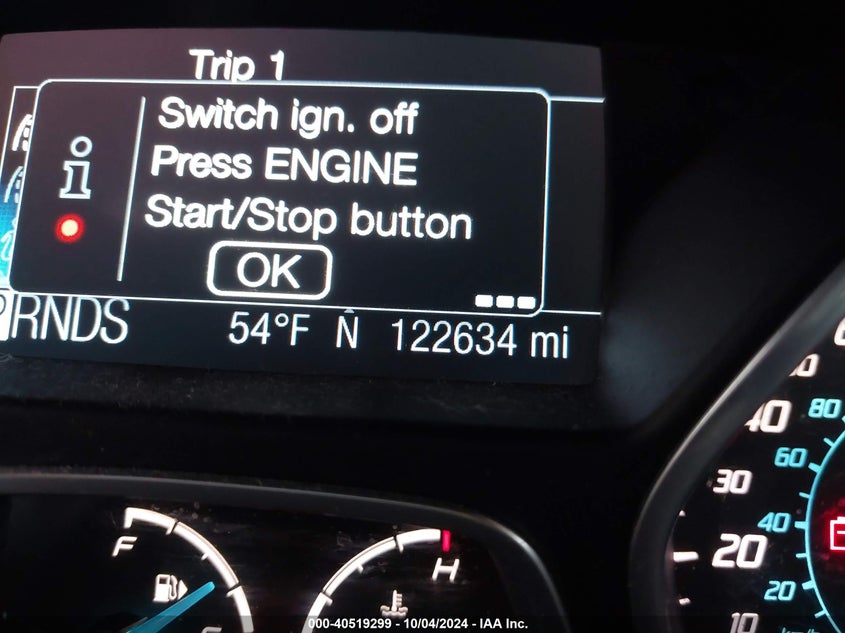 Trip 1
Switch ign. off
Press ENGINE
Start/Stop button
OK
RNDS
54°F N 122634 mi
80
40
60
30
40
20
20
10
F
H
000-40519299 - 10/04/2024 - IAA Inc.